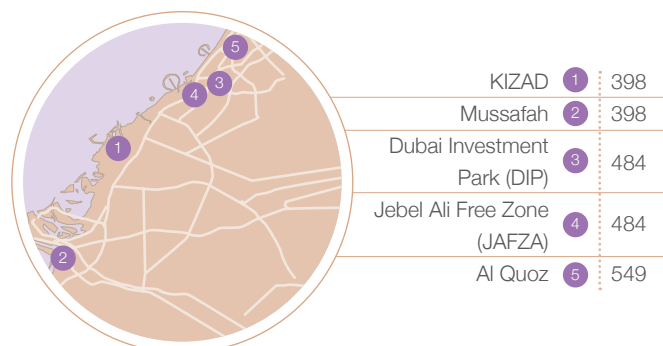 5
3
4
1
2
KIZAD 1 398
Mussafah 2 398
Dubai Investment
Park (DIP) 3 484
Jebel Ali Free Zone
(JAFZA) 4 484
Al Quoz 5 549